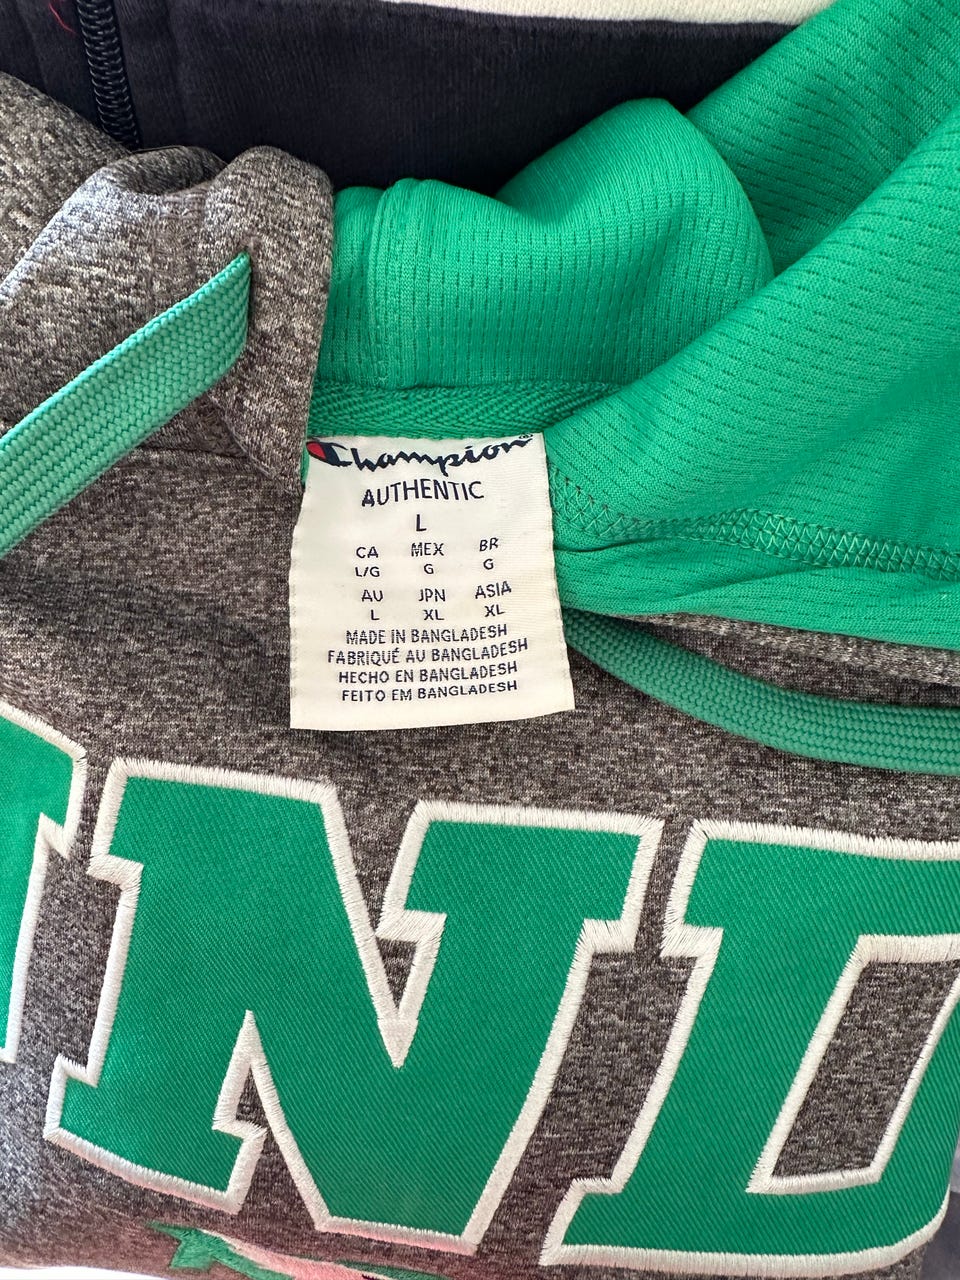 Champion®
AUTHENTIC
L
CA MEX BR
L/G G G
AU JPN ASIA
L XL XL
MADE IN BANGLADESH
FABRIQUÉ AU BANGLADESH
HECHO EN BANGLADESH
FEITO EM BANGLADESH
ND